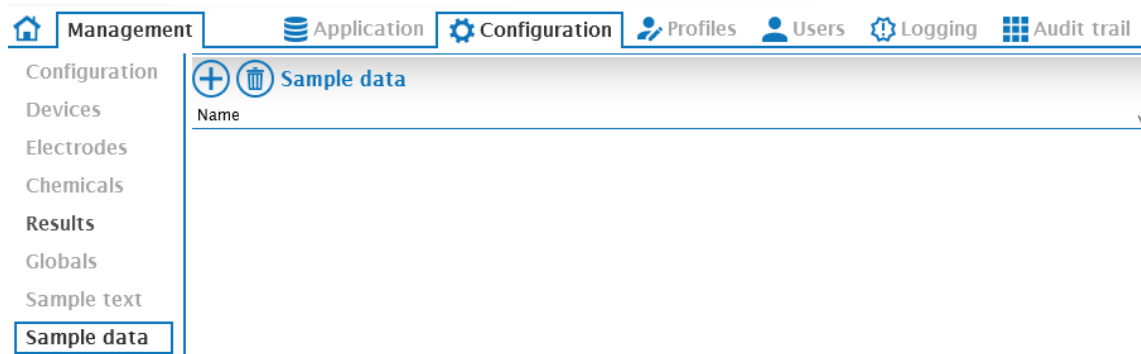 Management Application Configuration Profiles Users Logging Audit trail
Configuration
Devices
Electrodes
Chemicals
Results
Globals
Sample text
Sample data
Sample data
Name